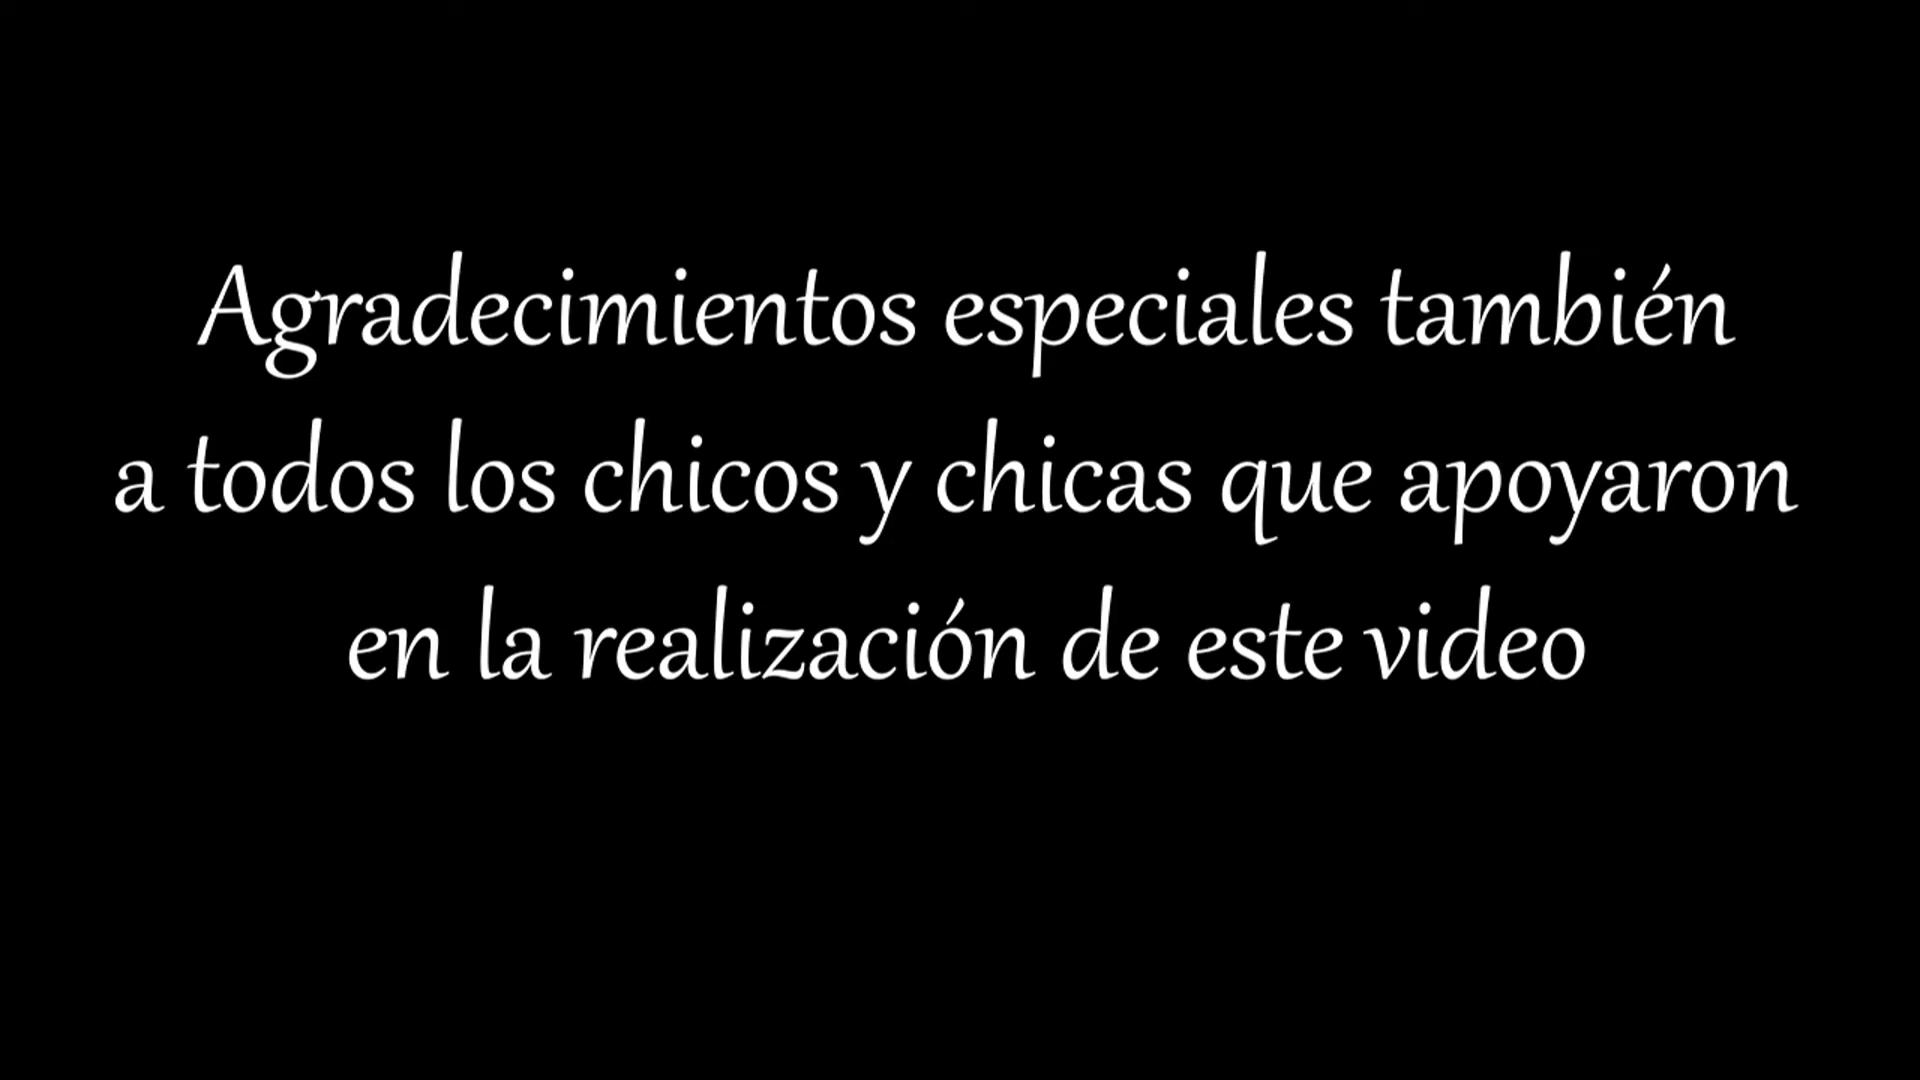 Agradecimientos especiales también
a todos los chicos y chicas que apoyaron
en la realización de este video